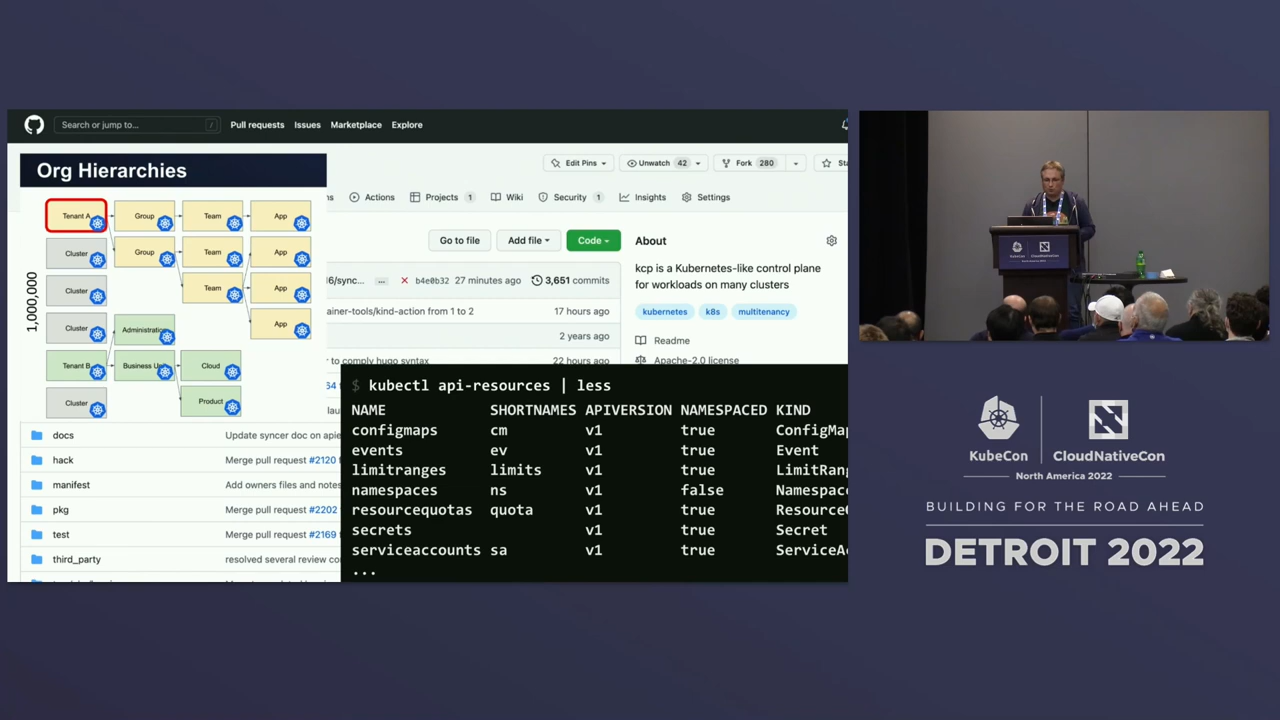 Search or jump to... /
Pull requests Issues Marketplace Explore
Org Hierarchies
Edit Pins Unwatch 42 Fork 280
Actions Projects 1 Wiki Security 1 Insights Settings
Tenant A Group Team App
Cluster Group Team App
Cluster Team App
Cluster Administration App
Tenant B Business Cloud
Cluster Product
1,000,000
Go to file Add file Code
About
kcp is a Kubernetes-like control plane
for workloads on many clusters
kubernetes k8s multitenancy
Readme
Apache-2.0 license
... b4e0b32 27 minutes ago 3,651 commits
ainer-tools/kind-action from 1 to 2 17 hours ago
2 years ago
to comply hugo syntax 22 hours ago
docs Update syncer doc on apie
hack Merge pull request #2120
manifest Add owners files and notes
pkg Merge pull request #2202
test Merge pull request #2169
third_party resolved several review co
$ kubectl api-resources | less
NAME SHORTNAMES APIVERSION NAMESPACED KIND
configmaps cm v1 true ConfigMa
events ev v1 true Event
limitranges limits v1 true LimitRan
namespaces ns v1 false Namespac
resourcequotas quota v1 true Resource
secrets v1 true Secret
serviceaccounts sa v1 true ServiceA
...
KubeCon CloudNativeCon
North America 2022
BUILDING FOR THE ROAD AHEAD
DETROIT 2022